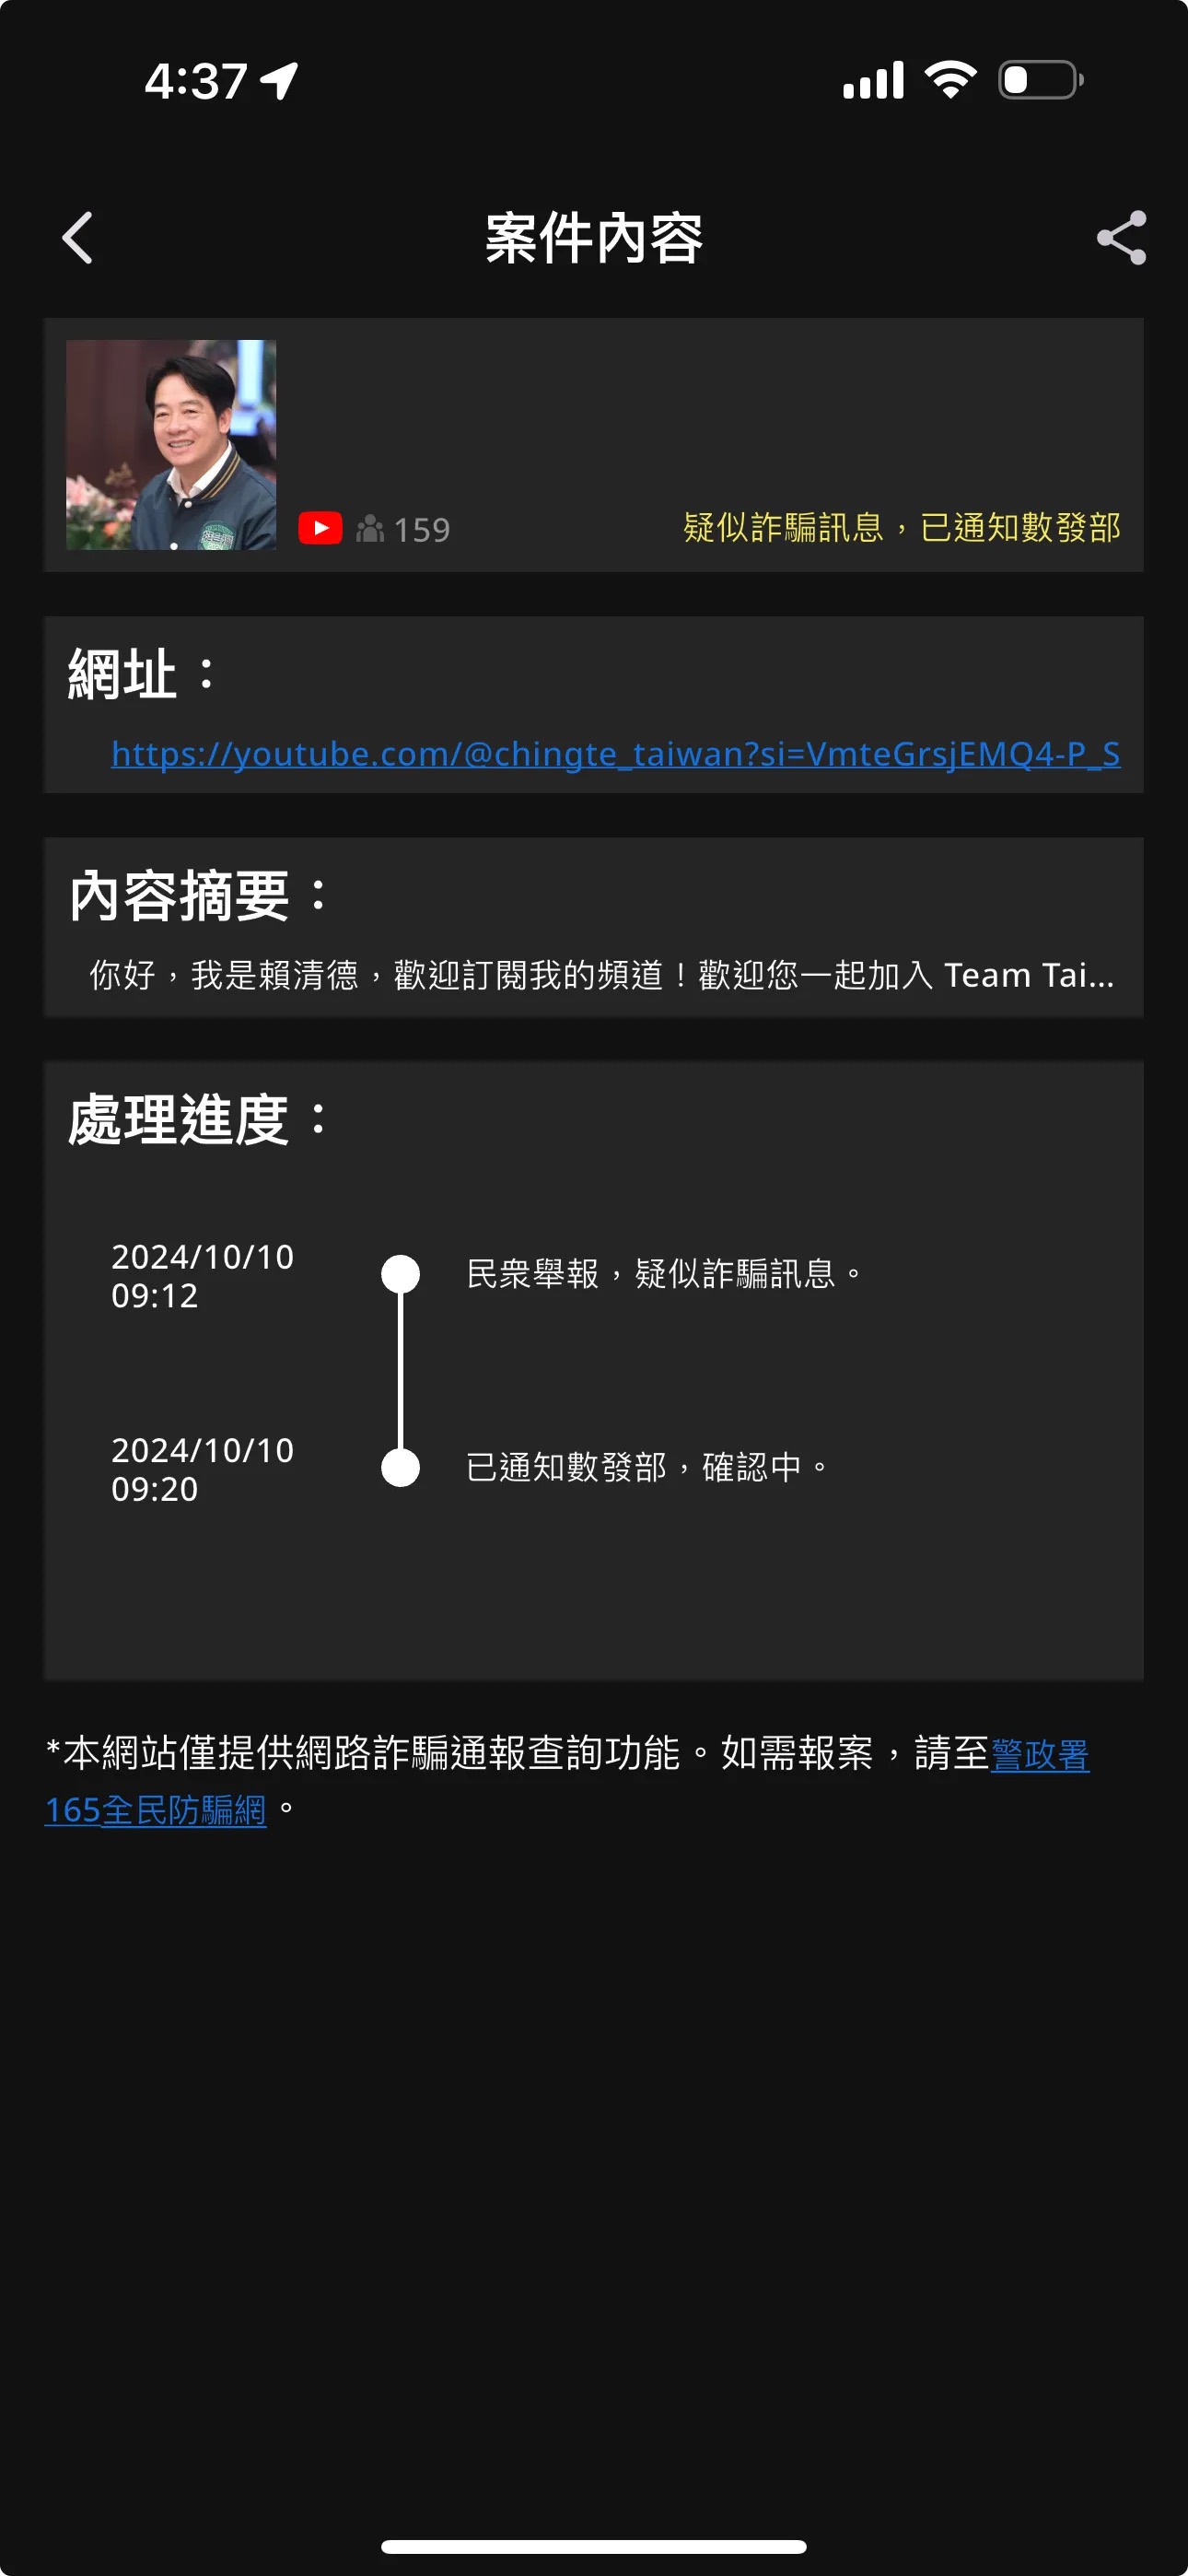 4:37
案件內容
159
疑似詐騙訊息，已通知數發部
網址：
https://youtube.com/@chingte_taiwan?si=VmteGrsjEMQ4-P_S
內容摘要：
你好，我是賴清德，歡迎訂閱我的頻道！歡迎您一起加入 Team Tai...
處理進度：
2024/10/10
09:12
民眾舉報，疑似詐騙訊息。
2024/10/10
09:20
已通知數發部，確認中。
*本網站僅提供網路詐騙通報查詢功能。如需報案，請至警政署
165全民防騙網。